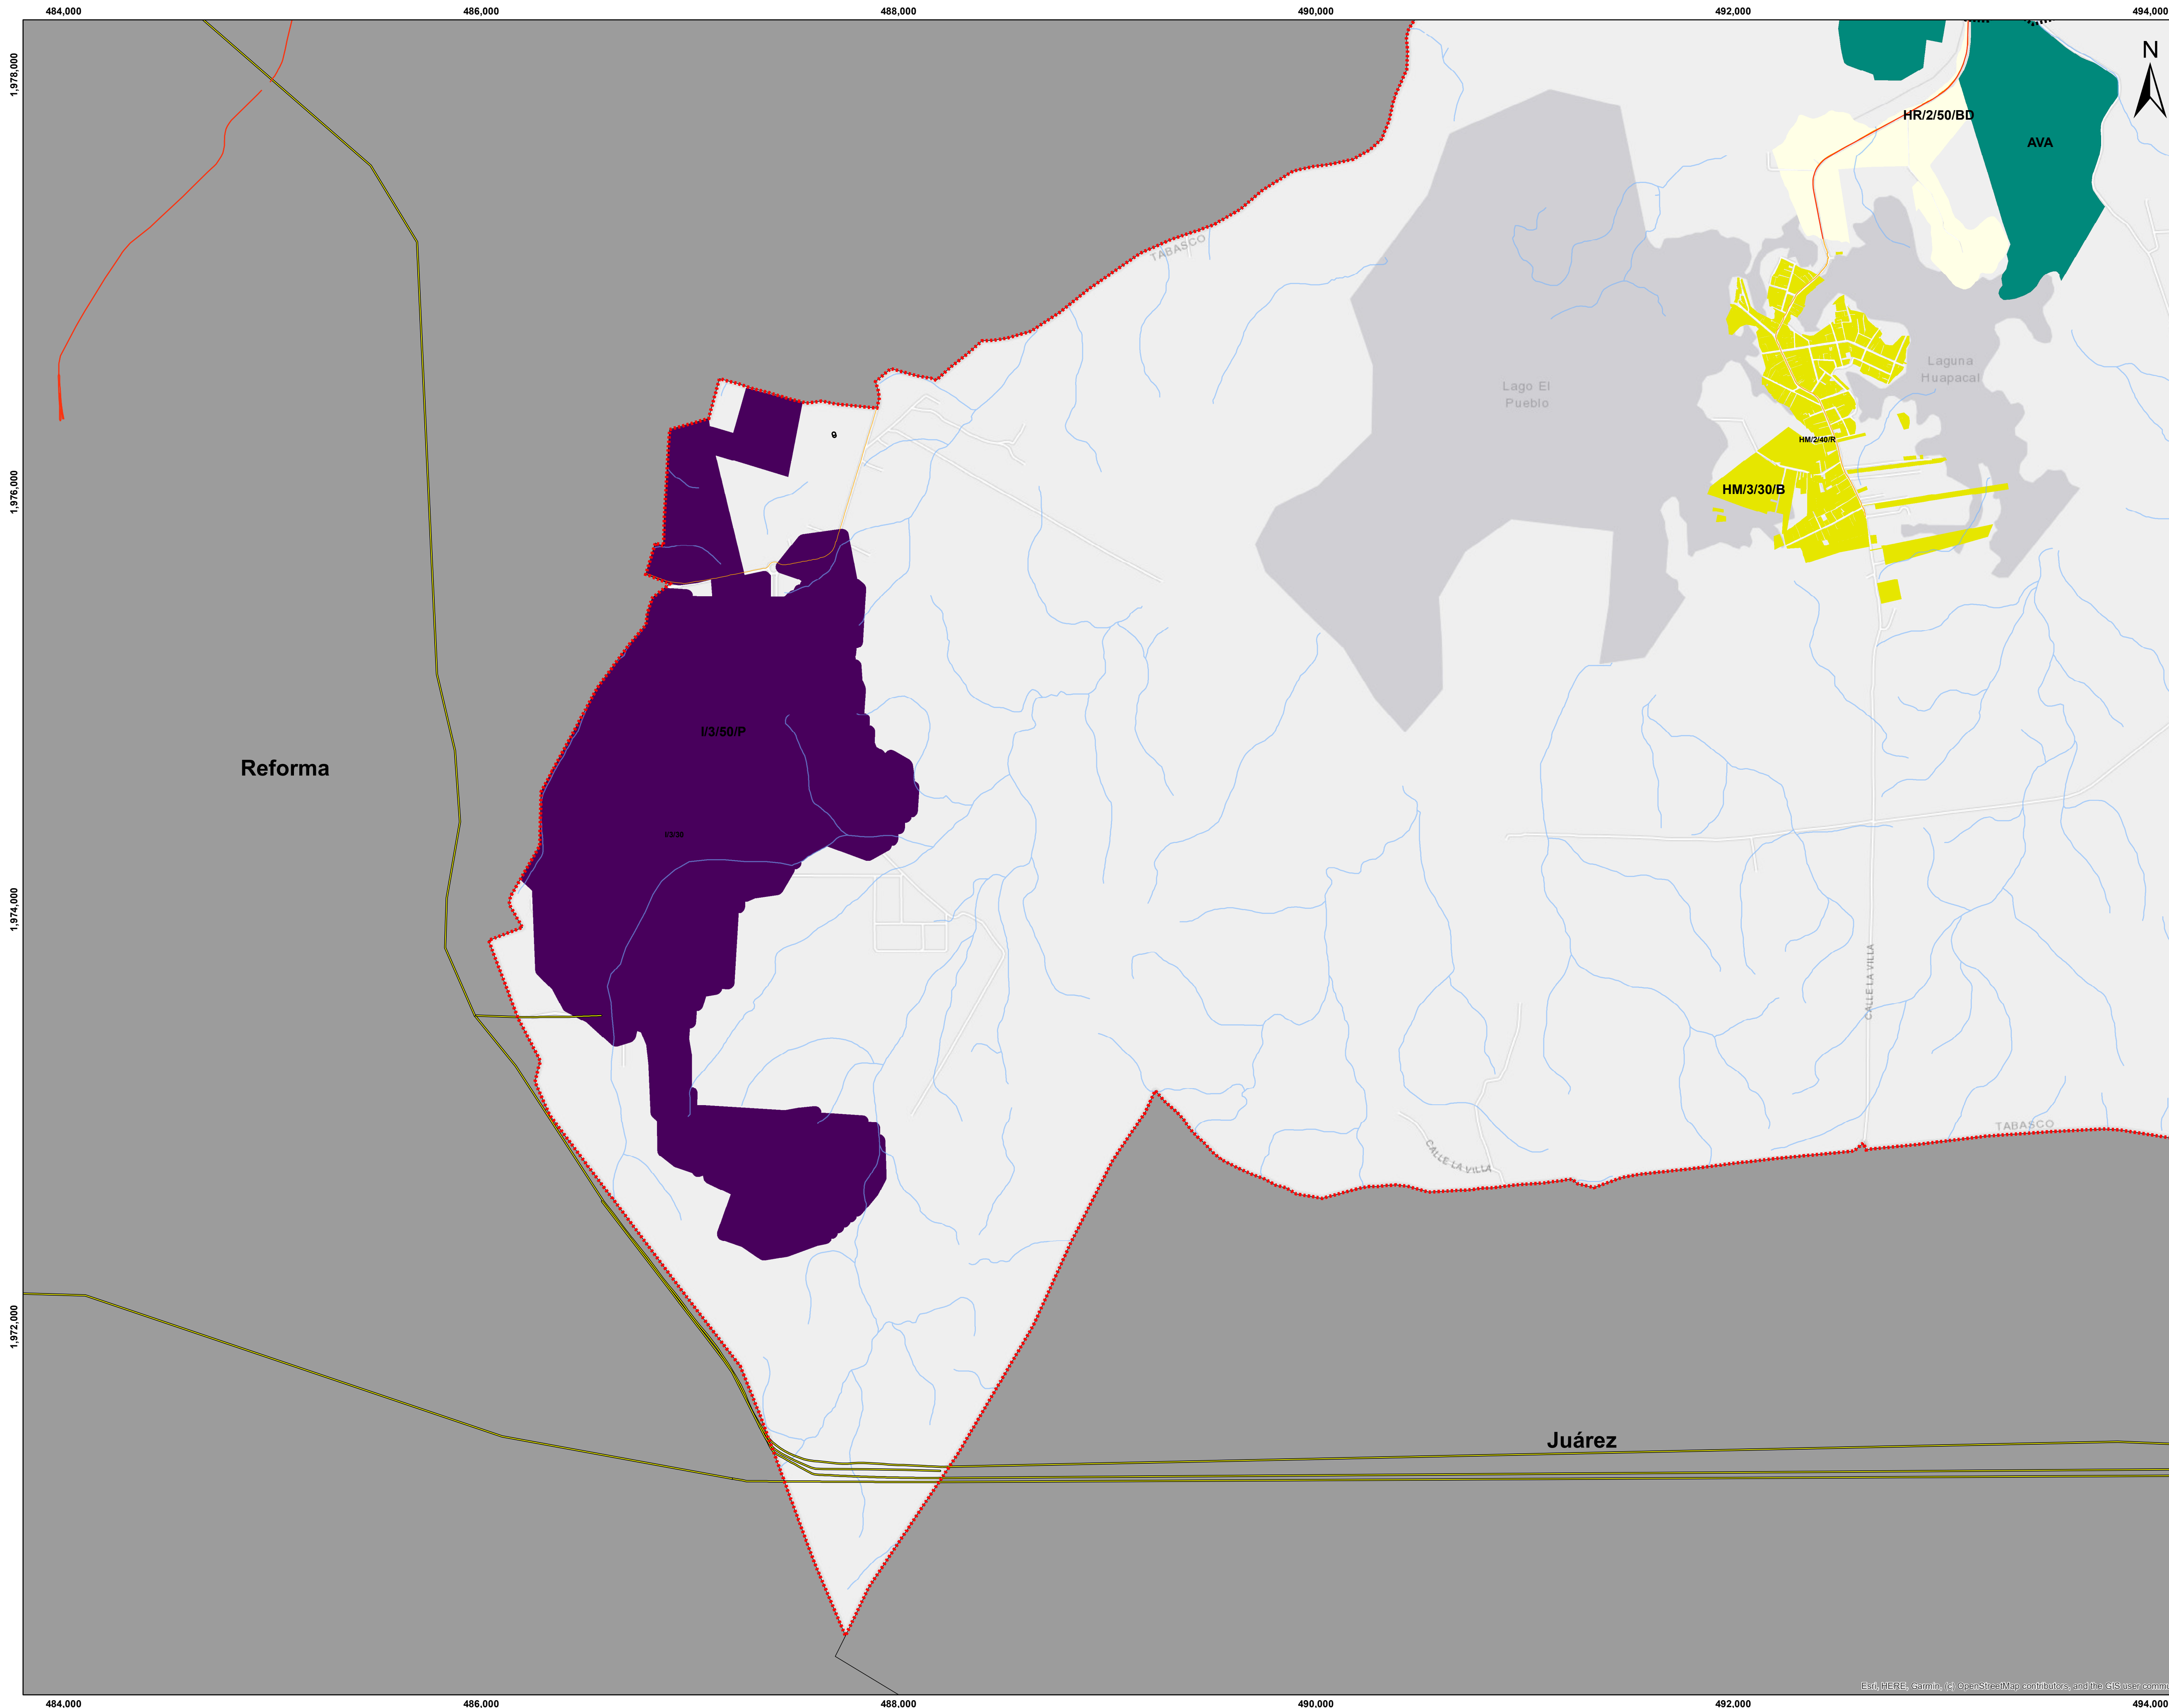 484,000
486,000
488,000
490,000
492,000
494,000
N
1,978,000
HR/2/50/BD
AVA
TABASCO
Laguna
Huapacal
Lago El
Pueblo
9
HM/2/40/R
1,976,000
HM/3/30/B
I/3/50/P
Reforma
I/3/30
1,974,000
CALLE LA VILLA
TABASCO
CALLE LA VILLA
1,972,000
Juárez
Esri, HERE, Garmin, (c) OpenStreetMap contributors, and the GIS user commu
484,000
486,000
488,000
490,000
492,000
494,000